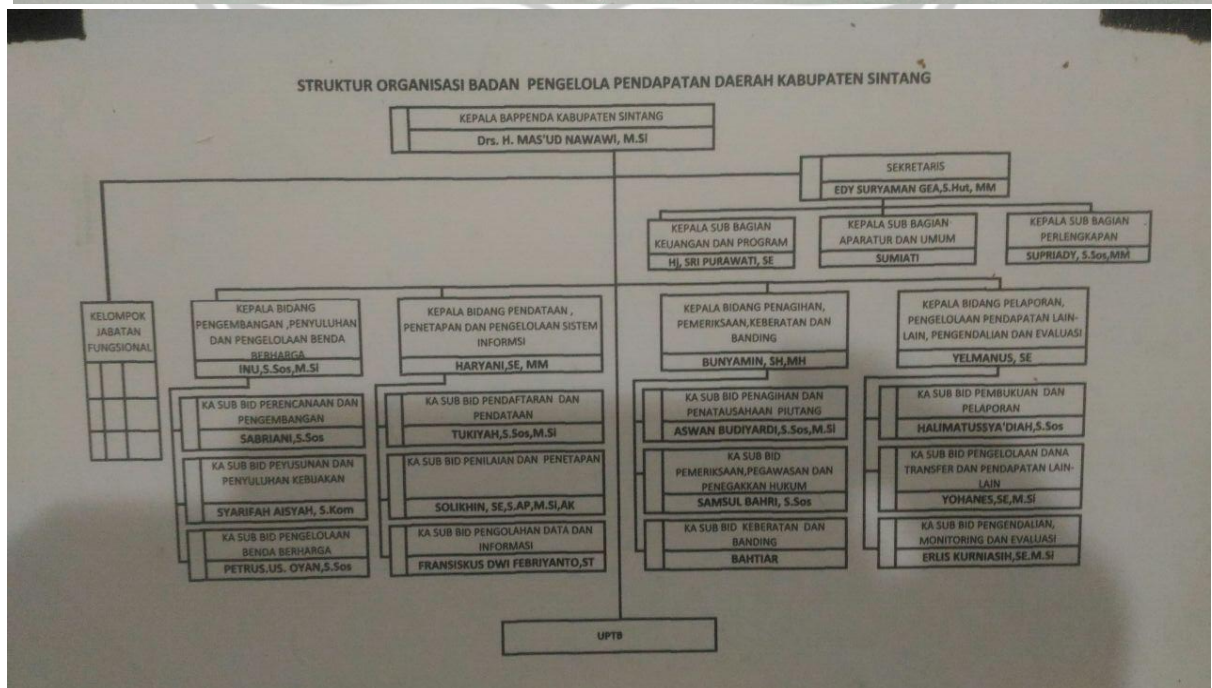 STRUKTUR ORGANISASI BADAN PENGELOLA PENDAPATAN DAERAH KABUPATEN SINTANG
KEPALA BAPPENDA KABUPATEN SINTANG
Drs. H. MAS'UD NAWAWI, M.Si
SEKRETARIS
EDY SURYAMAN GEA,S.Hut, MM
KEPALA SUB BAGIAN
KEUANGAN DAN PROGRAM
Hj, SRI PURAWATI, SE
KEPALA SUB BAGIAN
APARATUR DAN UMUM
SUMIATI
KEPALA SUB BAGIAN
PERLENGKAPAN
SUPRIADY, S.Sos,MM
KELOMPOK
JABATAN
FUNGSIONAL
KEPALA BIDANG
PENGEMBANGAN ,PENYULUHAN
DAN PENGELOLAAN BENDA
BERHARGA
INU,S.Sos,M.Si
KA SUB BID PERENCANAAN DAN
PENGEMBANGAN
SABRIANI,S.Sos
KA SUB BID PEYUSUNAN DAN
PENYULUHAN KEBIJAKAN
SYARIFAH AISYAH, S.Kom
KA SUB BID PENGELOLAAN
BENDA BERHARGA
PETRUS.US. OYAN,S.Sos
KEPALA BIDANG PENDATAAN ,
PENETAPAN DAN PENGELOLAAN SISTEM
INFORMSI
HARYANI,SE, MM
KA SUB BID PENDAFTARAN DAN
PENDATAAN
TUKIYAH,S.Sos,M.Si
KA SUB BID PENILAIAN DAN PENETAPAN
SOLIKHIN, SE,S.AP,M.Si,AK
KA SUB BID PENGOLAHAN DATA DAN
INFORMASI
FRANSISKUS DWI FEBRIYANTO,ST
KEPALA BIDANG PENAGIHAN,
PEMERIKSAAN,KEBERATAN DAN
BANDING
BUNYAMIN, SH,MH
KA SUB BID PENAGIHAN DAN
PENATAUSAHAAN PIUTANG
ASWAN BUDIYARDI,S.Sos,M.Si
KA SUB BID
PEMERIKSAAN,PEGAWASAN DAN
PENEGAKKAN HUKUM
SAMSUL BAHRI, S.Sos
KA SUB BID KEBERATAN DAN
BANDING
BAHTIAR
KEPALA BIDANG PELAPORAN,
PENGELOLAAN PENDAPATAN LAIN-
LAIN, PENGENDALIAN DAN EVALUASI
YELMANUS, SE
KA SUB BID PEMBUKUAN DAN
PELAPORAN
HALIMATUSSYA'DIAH,S.Sos
KA SUB BID PENGELOLAAN DANA
TRANSFER DAN PENDAPATAN LAIN-
LAIN
YOHANES,SE,M.Si
KA SUB BID PENGENDALIAN,
MONITORING DAN EVALUASI
ERLIS KURNIASIH,SE.M.Si
UPTB